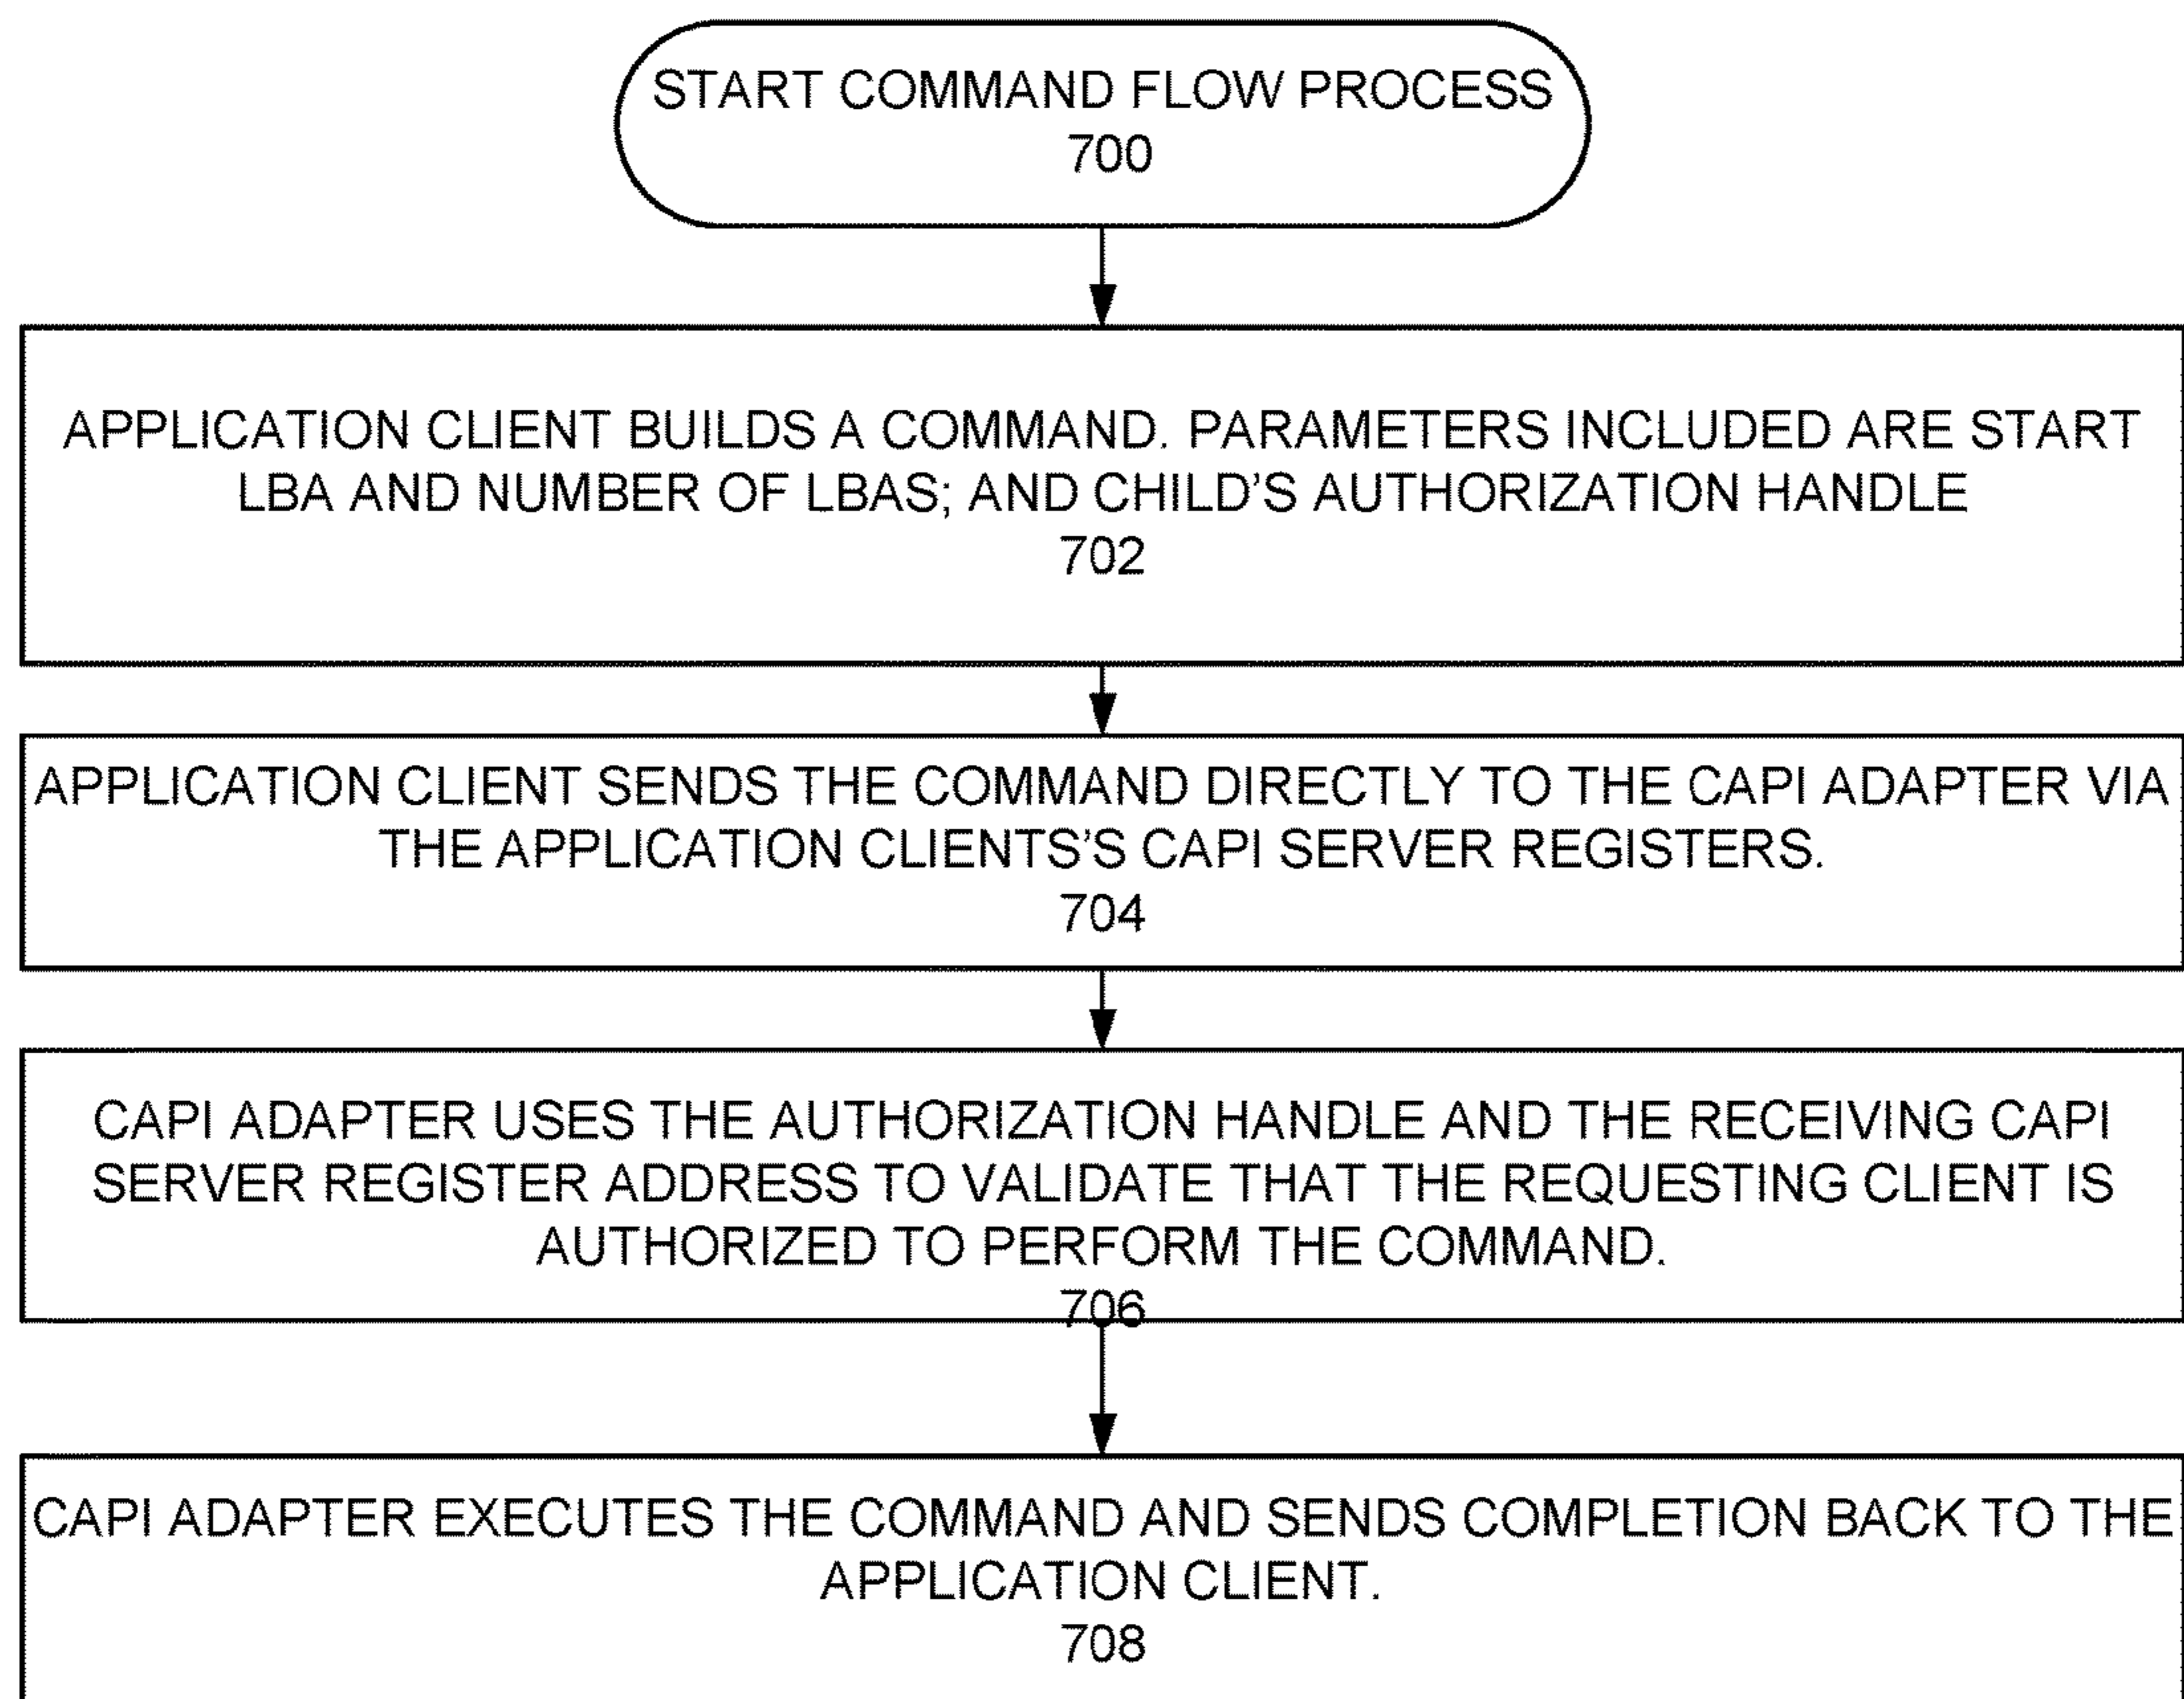 START COMMAND FLOW PROCESS
700
APPLICATION CLIENT BUILDS A COMMAND. PARAMETERS INCLUDED ARE START
LBA AND NUMBER OF LBAS; AND CHILD'S AUTHORIZATION HANDLE
702
APPLICATION CLIENT SENDS THE COMMAND DIRECTLY TO THE CAPI ADAPTER VIA
THE APPLICATION CLIENTS'S CAPI SERVER REGISTERS.
704
CAPI ADAPTER USES THE AUTHORIZATION HANDLE AND THE RECEIVING CAPI
SERVER REGISTER ADDRESS TO VALIDATE THAT THE REQUESTING CLIENT IS
AUTHORIZED TO PERFORM THE COMMAND.
706
CAPI ADAPTER EXECUTES THE COMMAND AND SENDS COMPLETION BACK TO THE
APPLICATION CLIENT.
708